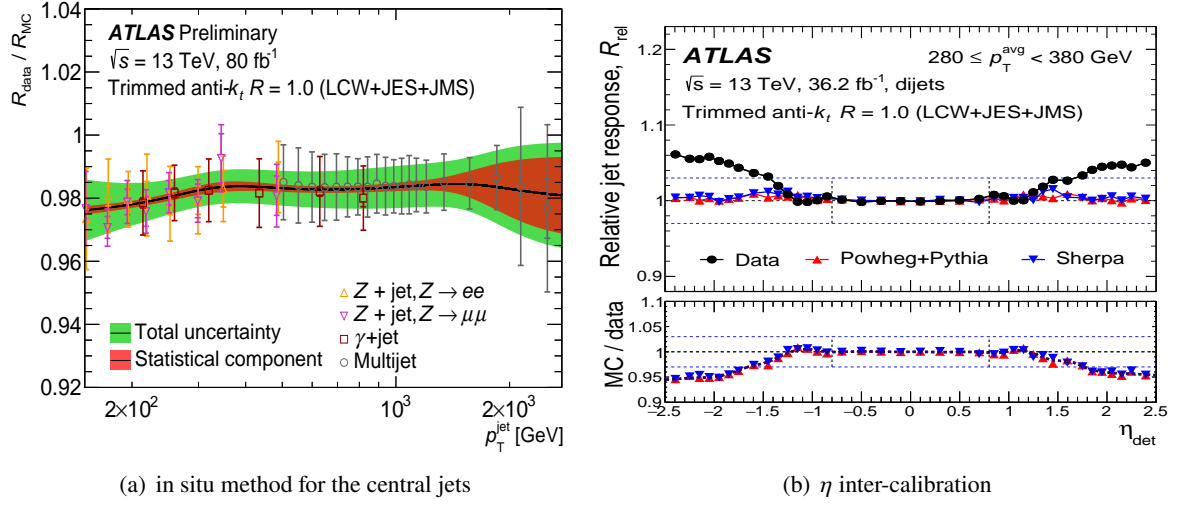 R_data / R_MC
1.04
1.02
1
0.98
0.96
0.94
0.92
ATLAS Preliminary
√s = 13 TeV, 80 fb⁻¹
Trimmed anti-k_t R = 1.0 (LCW+JES+JMS)
Total uncertainty
Statistical component
Z + jet, Z → ee
Z + jet, Z → μμ
γ+jet
Multijet
2×10² 10³ 2×10³
p_T^jet [GeV]
(a) in situ method for the central jets
Relative jet response, R_rel
1.2
1.1
1
0.9
ATLAS 280 ≤ p_T^avg < 380 GeV
√s = 13 TeV, 36.2 fb⁻¹, dijets
Trimmed anti-k_t R = 1.0 (LCW+JES+JMS)
Data Powheg+Pythia Sherpa
MC / data
1.1
1.05
1
0.95
0.9
−2.5 −2 −1.5 −1 −0.5 0 0.5 1 1.5 2 2.5
η_det
(b) η inter-calibration